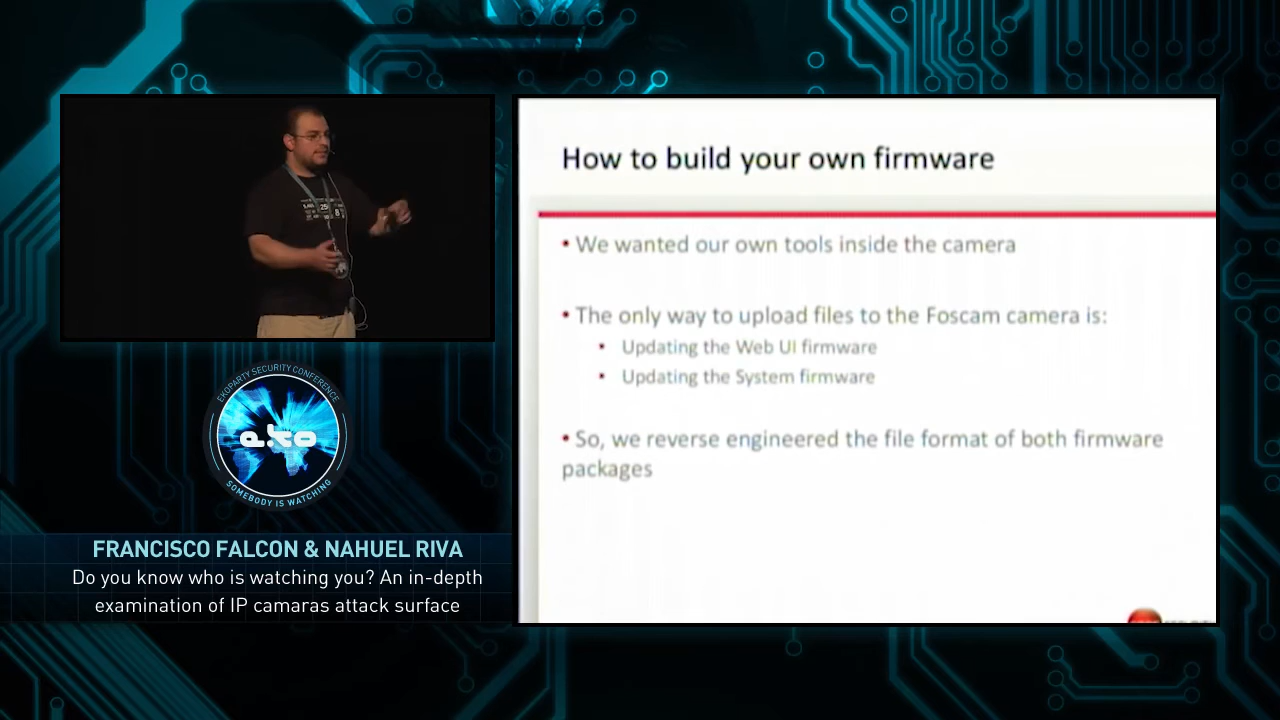 How to build your own firmware
• We wanted our own tools inside the camera
• The only way to upload files to the Foscam camera is:
• Updating the Web UI firmware
• Updating the System firmware
• So, we reverse engineered the file format of both firmware
packages
EKOPARTY SECURITY CONFERENCE
eko
SOMEBODY IS WATCHING
FRANCISCO FALCON & NAHUEL RIVA
Do you know who is watching you? An in-depth
examination of IP camaras attack surface